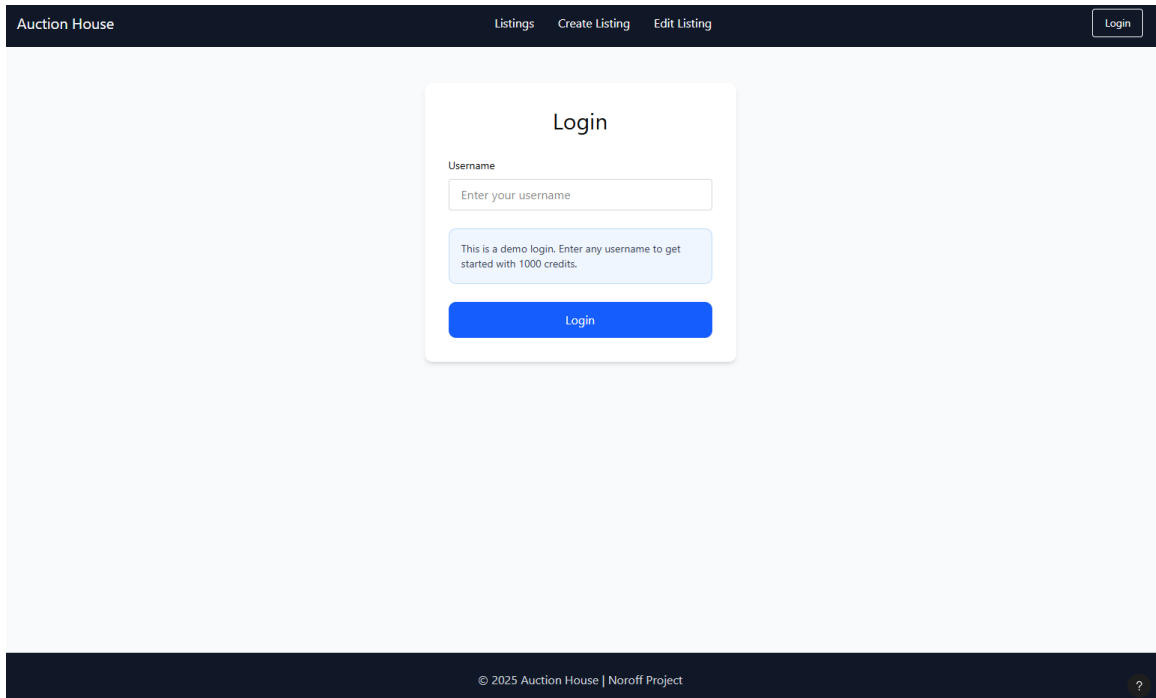 Auction House
Listings
Create Listing
Edit Listing
Login
Login
Username
Enter your username
This is a demo login. Enter any username to get
started with 1000 credits.
Login
© 2025 Auction House | Noroff Project
?